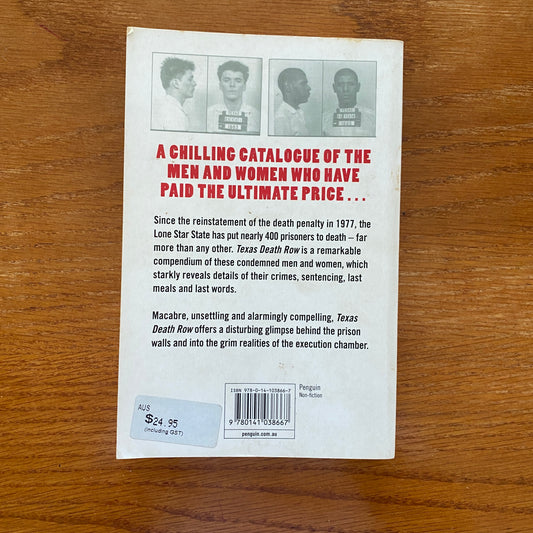 A CHILLING CATALOGUE OF THE
MEN AND WOMEN WHO HAVE
PAID THE ULTIMATE PRICE . . .
Since the reinstatement of the death penalty in 1977, the
Lone Star State has put nearly 400 prisoners to death – far
more than any other. Texas Death Row is a remarkable
compendium of these condemned men and women, which
starkly reveals details of their crimes, sentencing, last
meals and last words.
Macabre, unsettling and alarmingly compelling, Texas
Death Row offers a disturbing glimpse behind the prison
walls and into the grim realities of the execution chamber.
ISBN 978-0-14-103866-7
9 780141 038667
penguin.com.au
Penguin
Non-fiction
AUS
$24.95
(including GST)